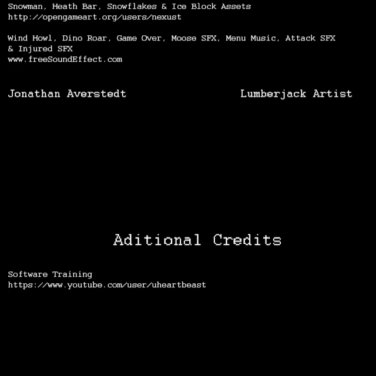 Snowman, Heath Bar, Snowflakes & Ice Block Assets
http://opengameart.org/users/nexust
Wind Howl, Dino Roar, Game Over, Moose SFX, Menu Music, Attack SFX
& Injured SFX
www.freeSoundEffect.com
Jonathan Averstedt Lumberjack Artist
Aditional Credits
Software Training
https://www.youtube.com/user/uheartbeast